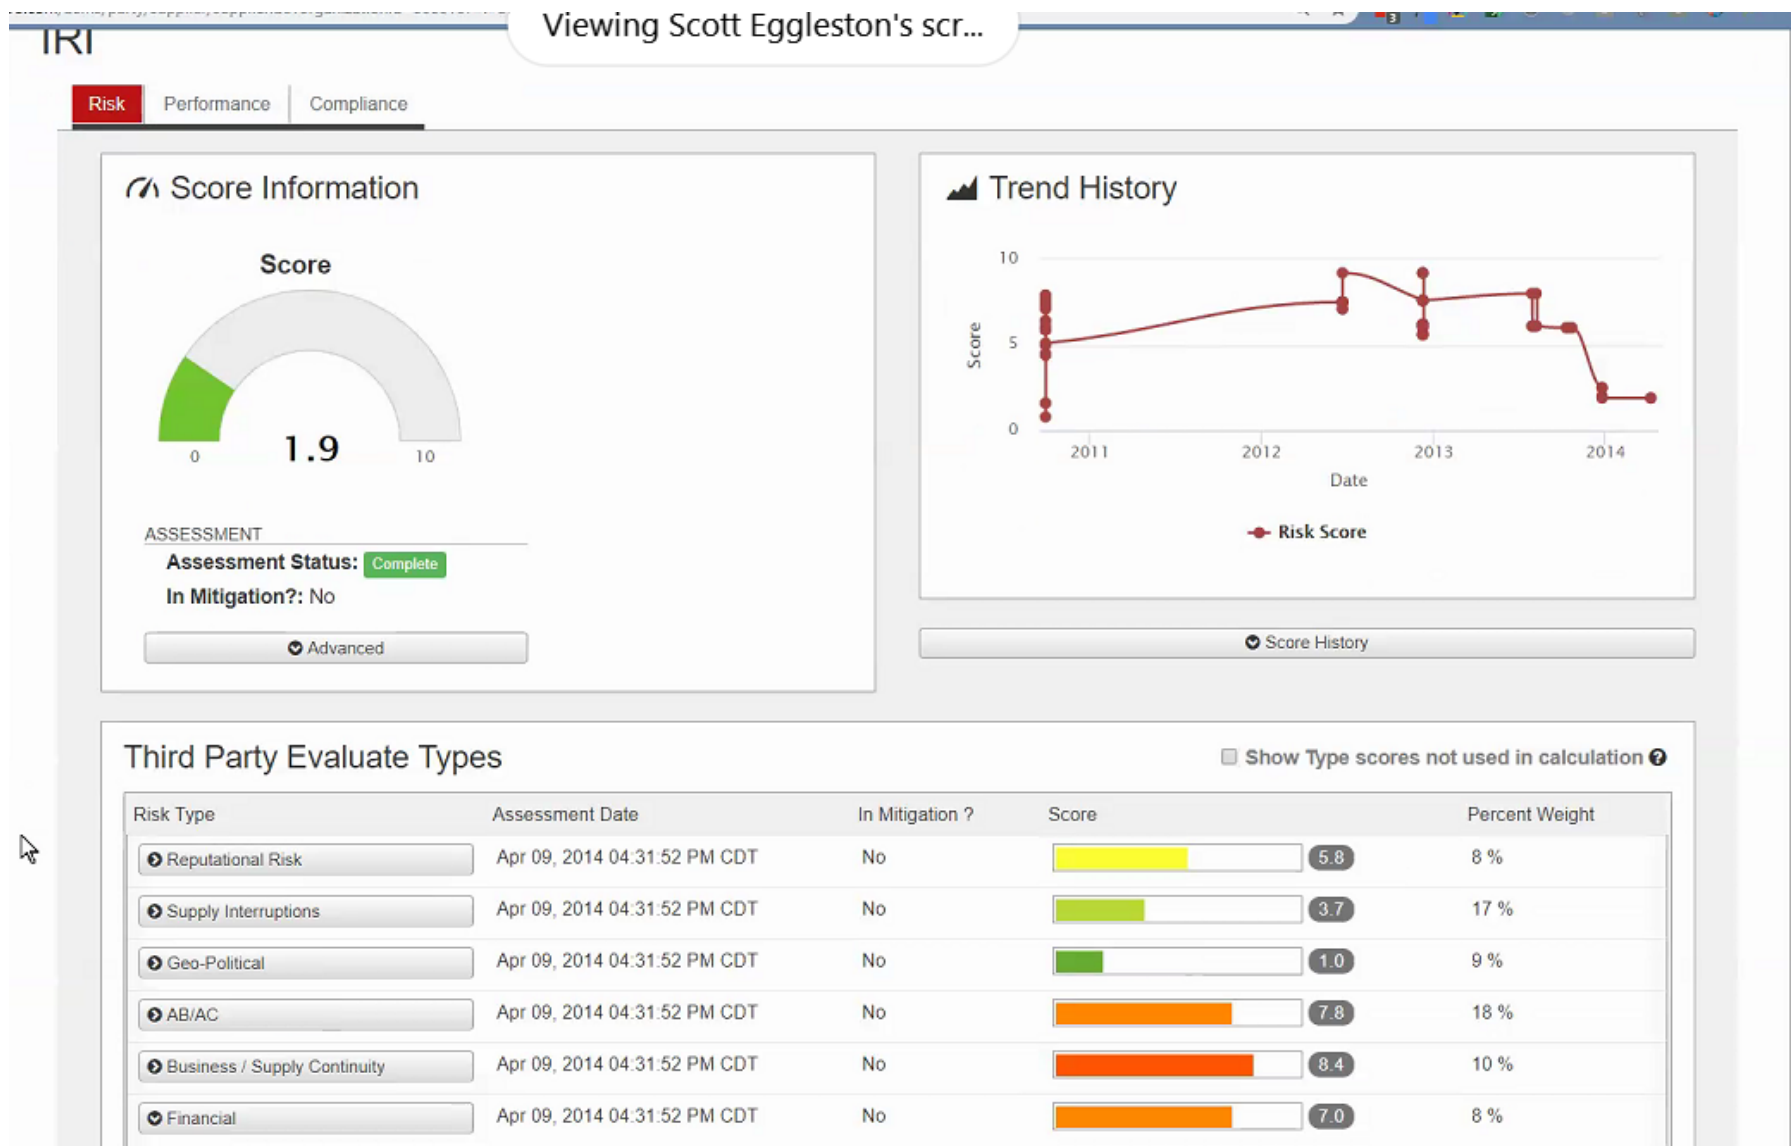 Viewing Scott Eggleston's scr...
IRI
Risk Performance Compliance
Score Information
Score
0 1.9 10
ASSESSMENT
Assessment Status: Complete
In Mitigation?: No
Advanced
Trend History
10
5
0
Score
2011 2012 2013 2014
Date
Risk Score
Score History
Third Party Evaluate Types
Show Type scores not used in calculation
Risk Type Assessment Date In Mitigation ? Score Percent Weight
Reputational Risk Apr 09, 2014 04:31:52 PM CDT No 5.8 8 %
Supply Interruptions Apr 09, 2014 04:31:52 PM CDT No 3.7 17 %
Geo-Political Apr 09, 2014 04:31:52 PM CDT No 1.0 9 %
AB/AC Apr 09, 2014 04:31:52 PM CDT No 7.8 18 %
Business / Supply Continuity Apr 09, 2014 04:31:52 PM CDT No 8.4 10 %
Financial Apr 09, 2014 04:31:52 PM CDT No 7.0 8 %